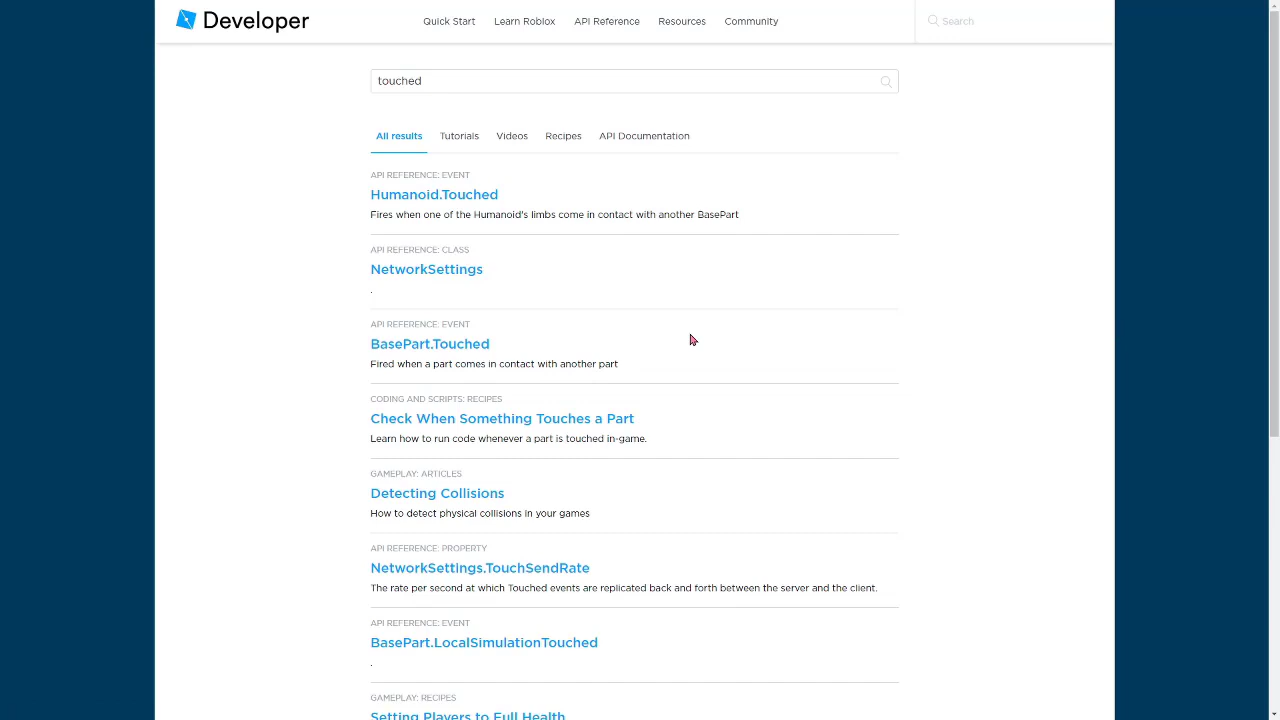 Developer
Quick Start
Learn Roblox
API Reference
Resources
Community
Search
touched
All results
Tutorials
Videos
Recipes
API Documentation
API REFERENCE: EVENT
Humanoid.Touched
Fires when one of the Humanoid's limbs come in contact with another BasePart
API REFERENCE: CLASS
NetworkSettings
.
API REFERENCE: EVENT
BasePart.Touched
Fired when a part comes in contact with another part
CODING AND SCRIPTS: RECIPES
Check When Something Touches a Part
Learn how to run code whenever a part is touched in-game.
GAMEPLAY: ARTICLES
Detecting Collisions
How to detect physical collisions in your games
API REFERENCE: PROPERTY
NetworkSettings.TouchSendRate
The rate per second at which Touched events are replicated back and forth between the server and the client.
API REFERENCE: EVENT
BasePart.LocalSimulationTouched
.
GAMEPLAY: RECIPES
Setting Players to Full Health